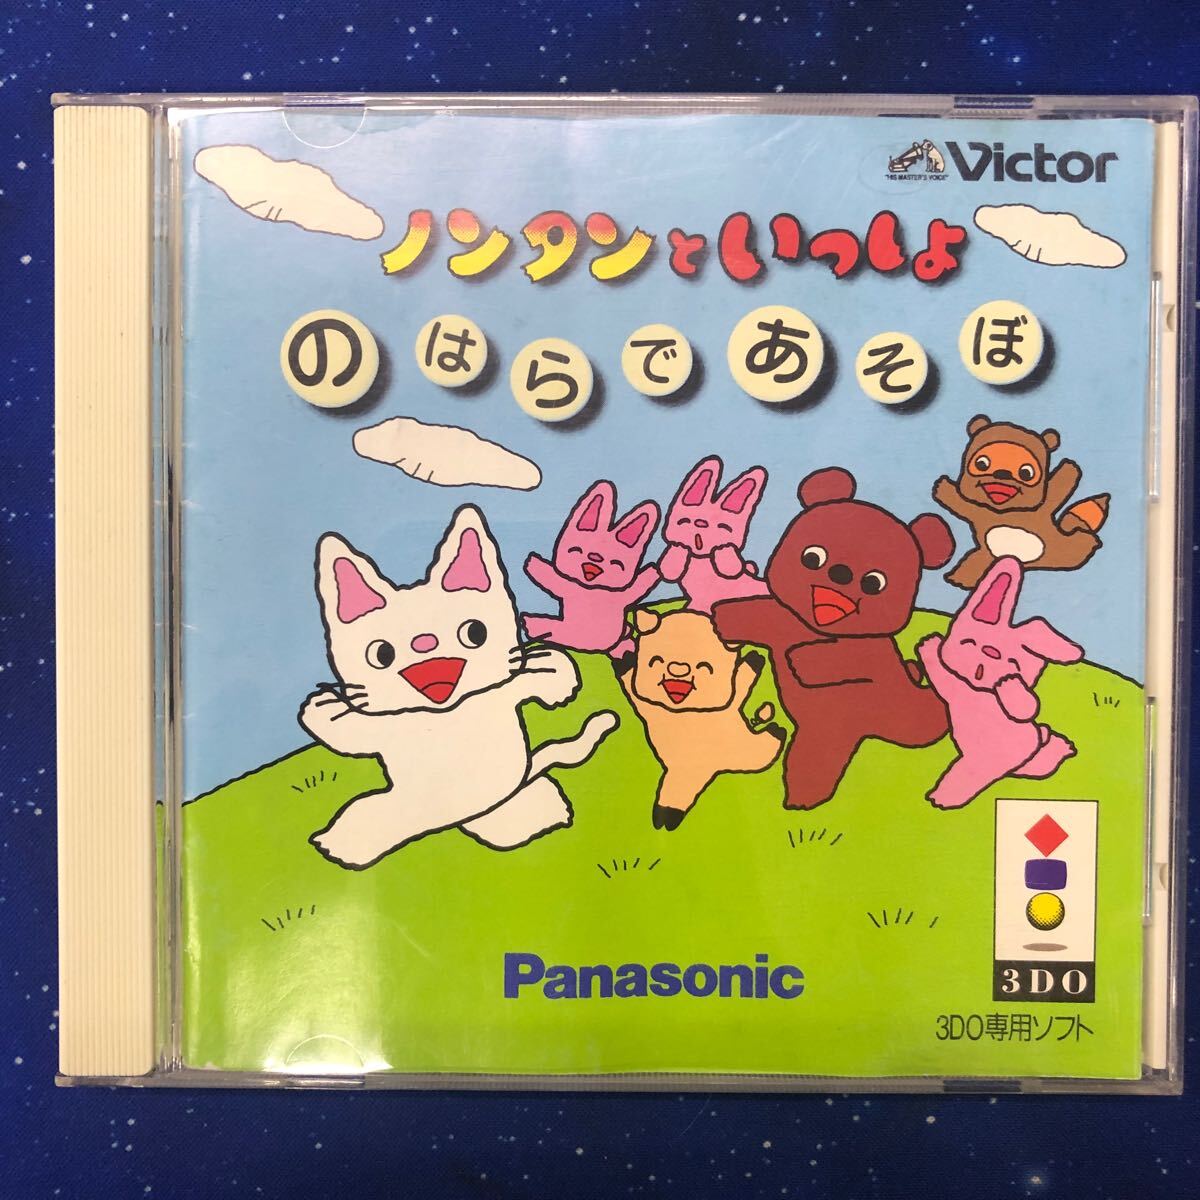 "HIS MASTER'S VOICE"
Victor
ノンタンといっしょ
のはらであそぼ
Panasonic
3DO
3DO専用ソフト